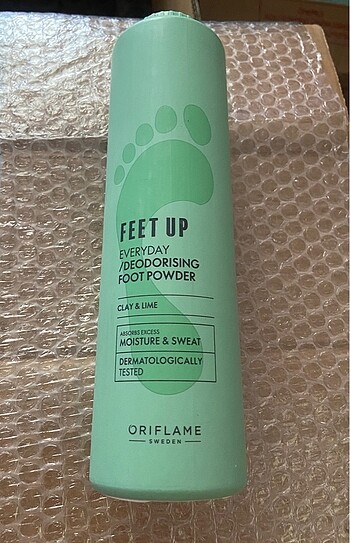 FEET UP
EVERYDAY
/DEODORISING
FOOT POWDER
CLAY & LIME
ABSORBS EXCESS
MOISTURE & SWEAT
DERMATOLOGICALLY
TESTED
ORIFLAME
SWEDEN